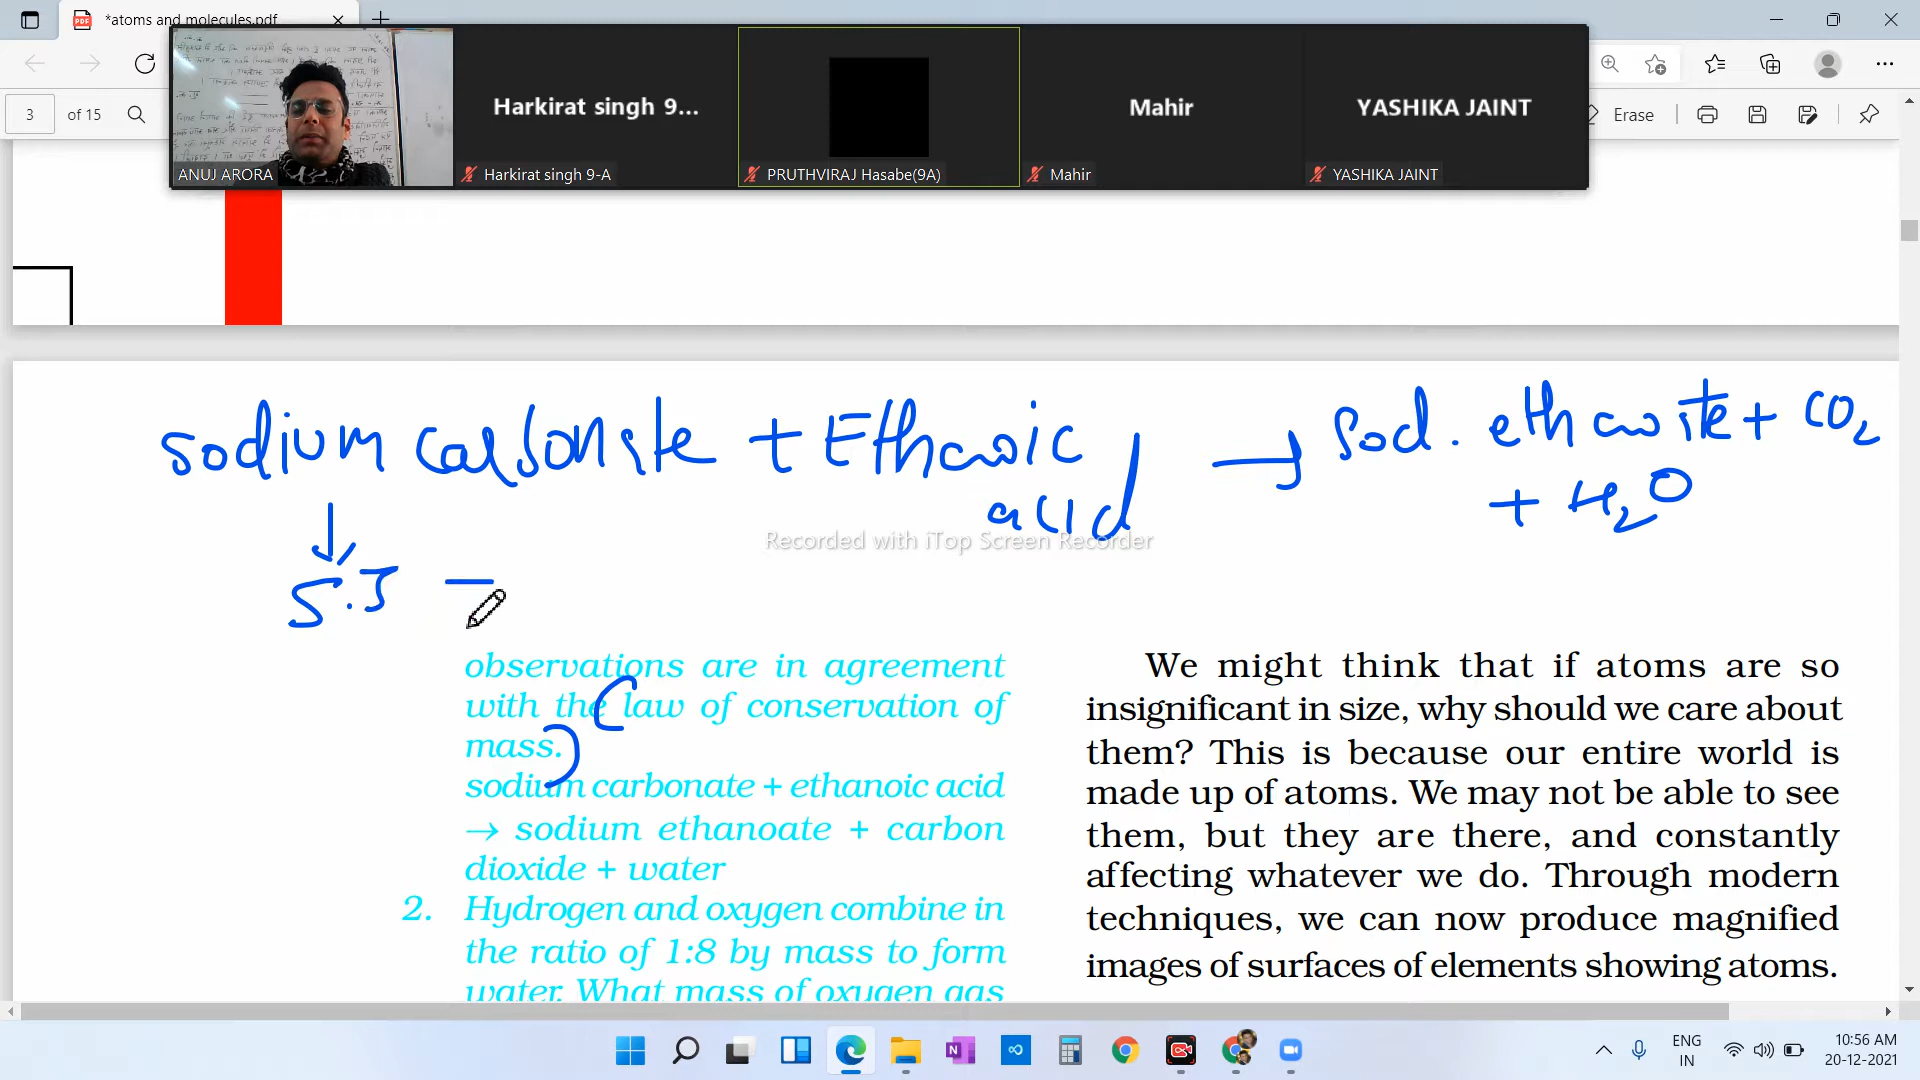 *atoms and molecules.pdf
3 of 15
Erase
ANUJ ARORA
Harkirat singh 9...
Harkirat singh 9-A
PRUTHVIRAJ Hasabe(9A)
Mahir
Mahir
YASHIKA JAINT
YASHIKA JAINT
sodium carbonate + Ethanoic acid → Sod. ethanoate + CO2 + H2O
5.3
Recorded with iTop Screen Recorder
observations are in agreement
with the law of conservation of
mass.
sodium carbonate + ethanoic acid
→ sodium ethanoate + carbon
dioxide + water
2. Hydrogen and oxygen combine in
the ratio of 1:8 by mass to form
water. What mass of oxygen gas
We might think that if atoms are so
insignificant in size, why should we care about
them? This is because our entire world is
made up of atoms. We may not be able to see
them, but they are there, and constantly
affecting whatever we do. Through modern
techniques, we can now produce magnified
images of surfaces of elements showing atoms.
ENG
IN
10:56 AM
20-12-2021